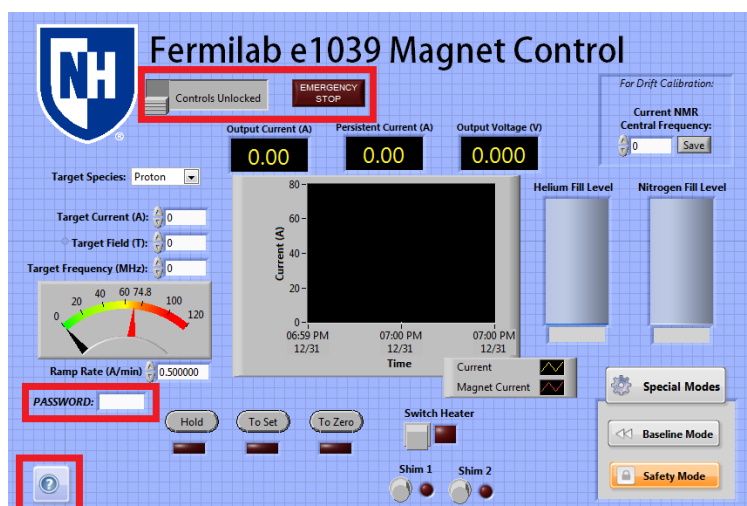 Fermilab e1039 Magnet Control
NH
®
Controls Unlocked
EMERGENCY
STOP
For Drift Calibration:
Current NMR
Central Frequency:
0
Save
Output Current (A)
Persistent Current (A)
Output Voltage (V)
0.00
0.00
0.000
Target Species:
Proton
Target Current (A):
0
Target Field (T):
0
Target Frequency (MHz):
0
0
20
40
60
74.8
100
120
Ramp Rate (A/min)
0.500000
PASSWORD:
Current (A)
80
60
40
20
0
06:59 PM
12/31
07:00 PM
12/31
07:00 PM
12/31
Time
Current
Magnet Current
Helium Fill Level
Nitrogen Fill Level
Hold
To Set
To Zero
Switch Heater
Shim 1
Shim 2
Special Modes
Baseline Mode
Safety Mode
?